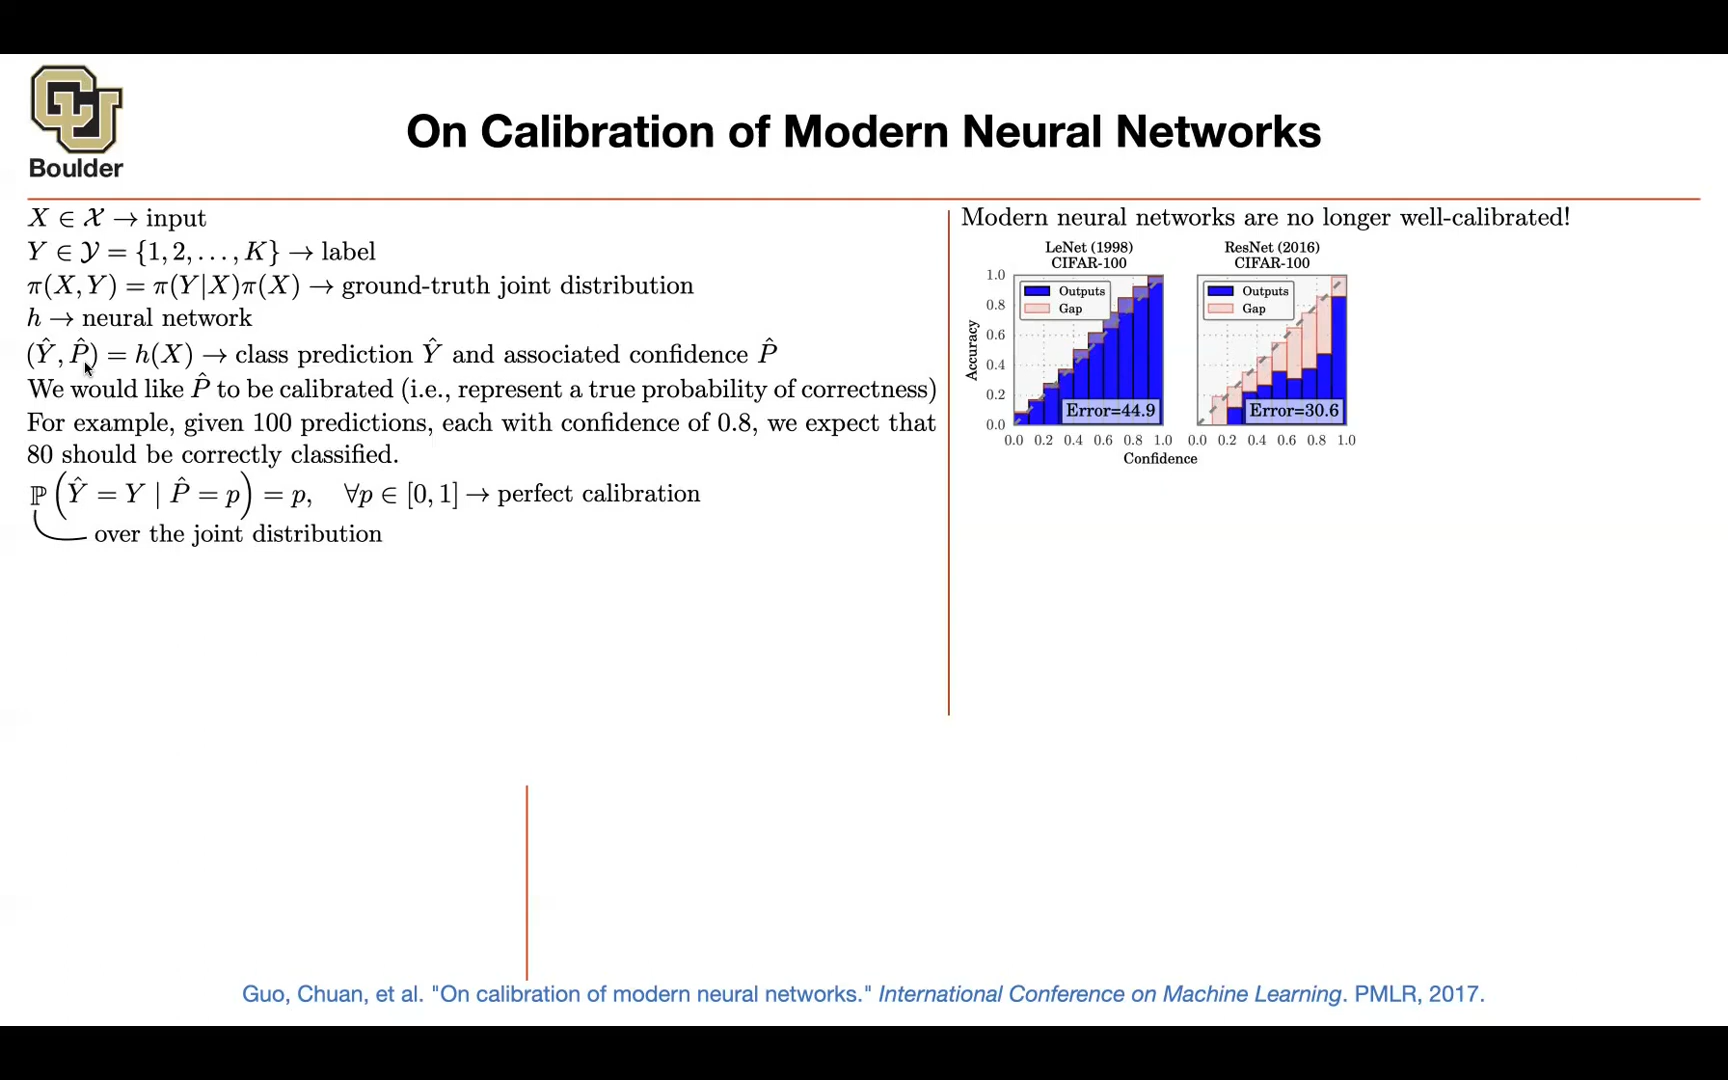 Boulder
On Calibration of Modern Neural Networks
X ∈ 𝒳 → input
Y ∈ 𝒴 = {1, 2, . . . , K} → label
π(X, Y) = π(Y|X)π(X) → ground-truth joint distribution
h → neural network
(Ŷ, P̂) = h(X) → class prediction Ŷ and associated confidence P̂
We would like P̂ to be calibrated (i.e., represent a true probability of correctness)
For example, given 100 predictions, each with confidence of 0.8, we expect that
80 should be correctly classified.
ℙ(Ŷ = Y | P̂ = p) = p, ∀p ∈ [0, 1] → perfect calibration
over the joint distribution
Modern neural networks are no longer well-calibrated!
LeNet (1998)
CIFAR-100
ResNet (2016)
CIFAR-100
Accuracy
1.0
0.8
0.6
0.4
0.2
0.0
Outputs
Gap
Error=44.9
Outputs
Gap
Error=30.6
0.0 0.2 0.4 0.6 0.8 1.0
0.0 0.2 0.4 0.6 0.8 1.0
Confidence
Guo, Chuan, et al. "On calibration of modern neural networks." International Conference on Machine Learning. PMLR, 2017.